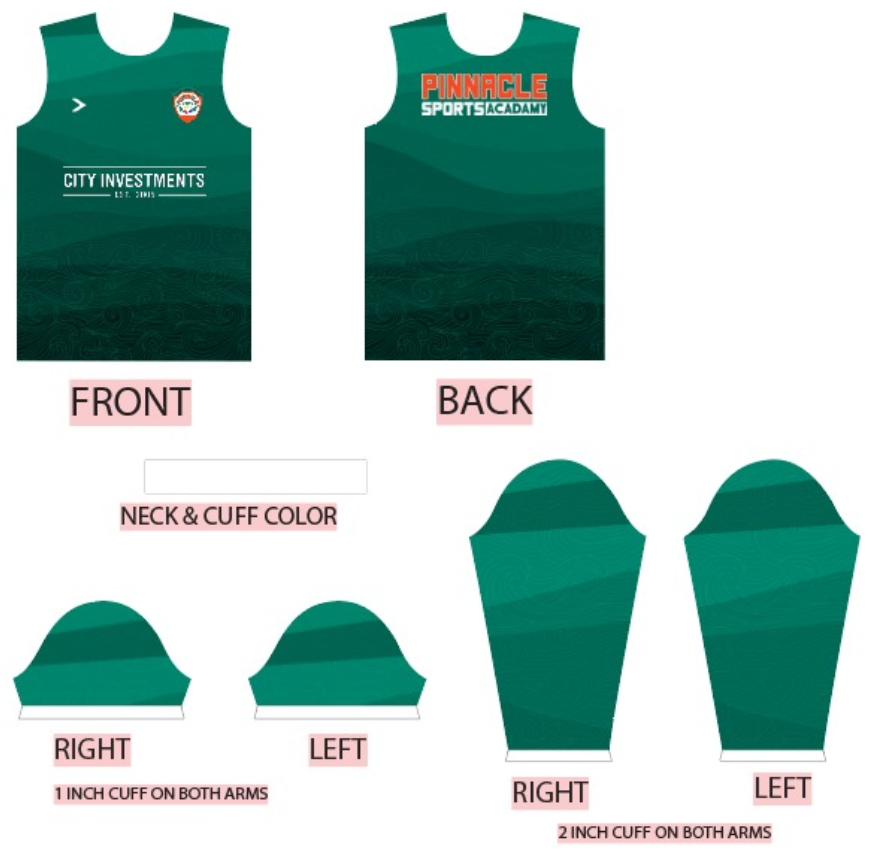 PINNACLE
SPORTS ACADAMY
CITY INVESTMENTS
EST.
FRONT
BACK
NECK & CUFF COLOR
RIGHT
LEFT
1 INCH CUFF ON BOTH ARMS
RIGHT
LEFT
2 INCH CUFF ON BOTH ARMS